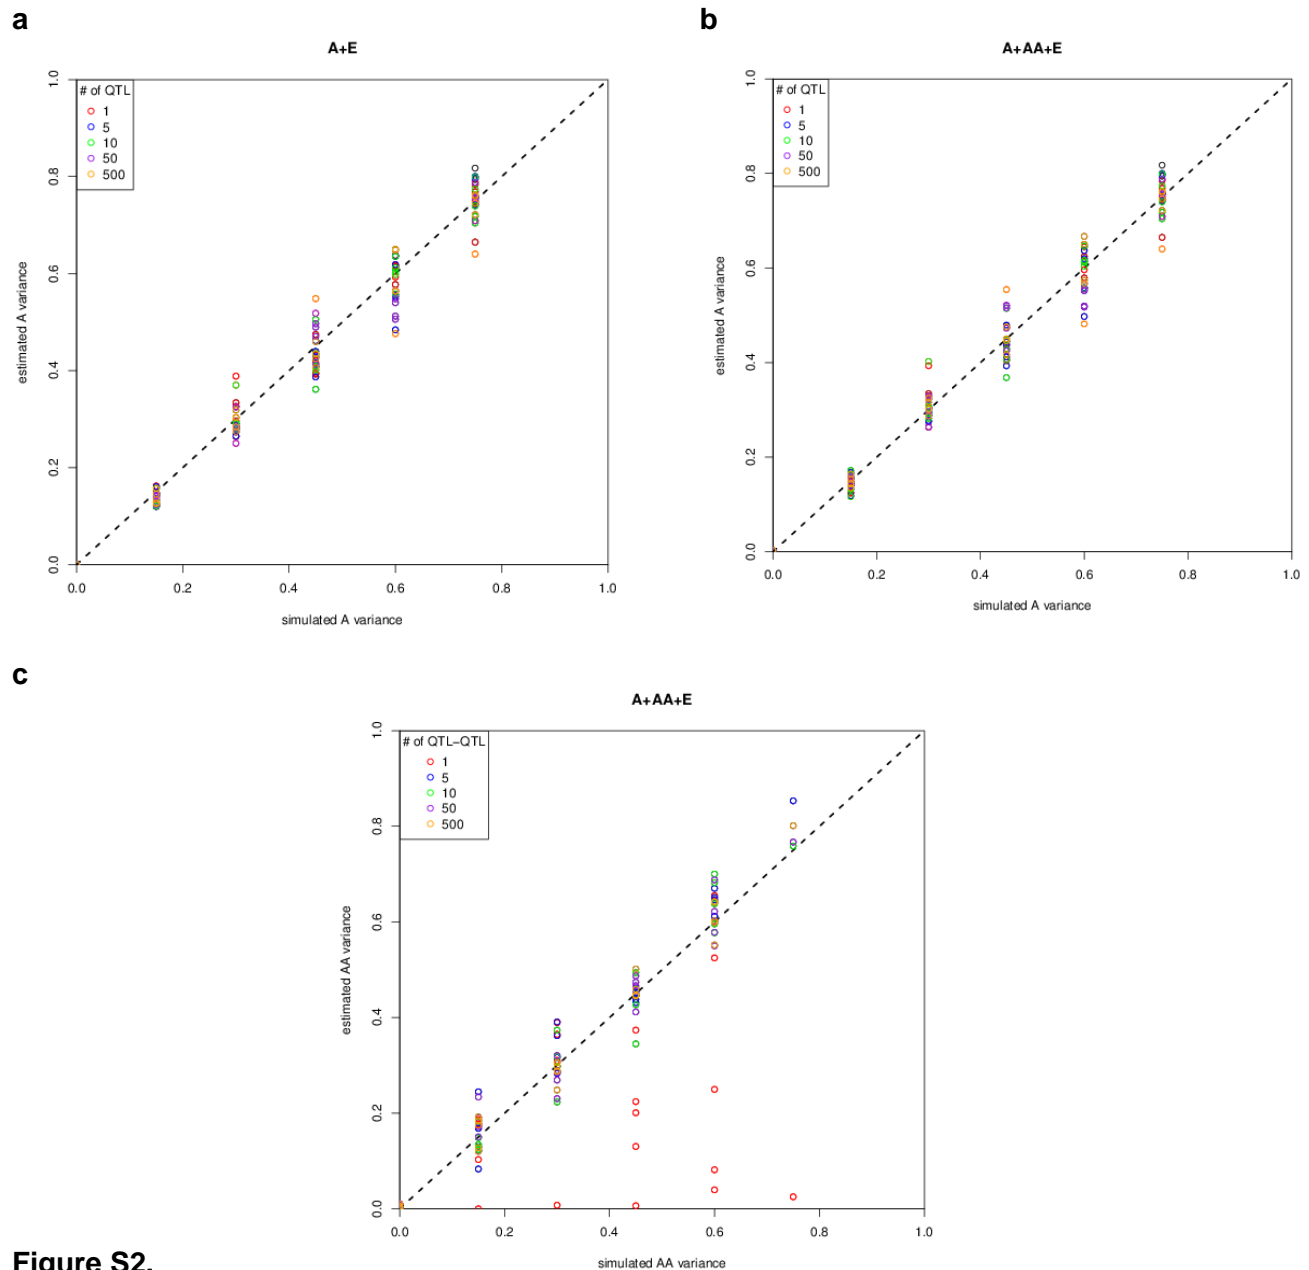 a
A+E
# of QTL
1
5
10
50
500
estimated A variance
0.0 0.2 0.4 0.6 0.8 1.0
0.0 0.2 0.4 0.6 0.8 1.0
simulated A variance
b
A+AA+E
# of QTL
1
5
10
50
500
estimated A variance
0.0 0.2 0.4 0.6 0.8 1.0
0.0 0.2 0.4 0.6 0.8 1.0
simulated A variance
c
A+AA+E
# of QTL−QTL
1
5
10
50
500
estimated AA variance
0.0 0.2 0.4 0.6 0.8 1.0
0.0 0.2 0.4 0.6 0.8 1.0
simulated AA variance
Figure S2.